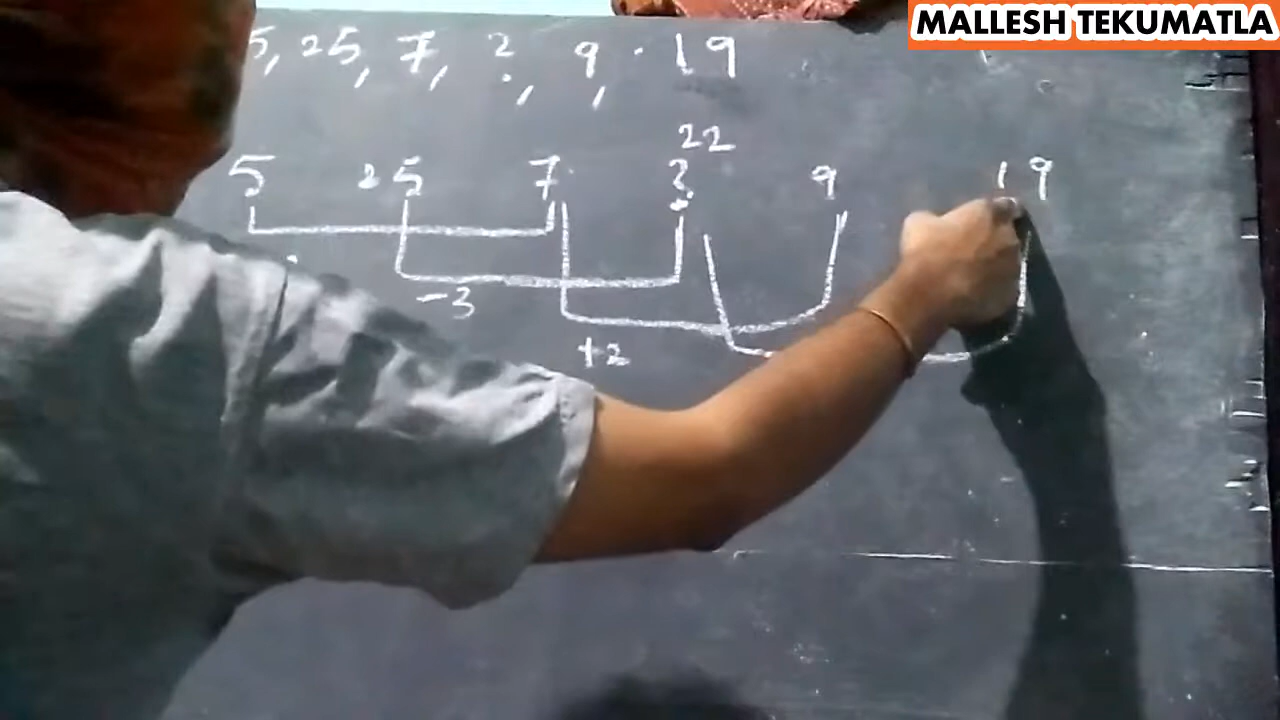 MALLESH TEKUMATLA
5, 25, 7, ?, 9, 19
22
5 25 7 ? 9 19
-3
+2